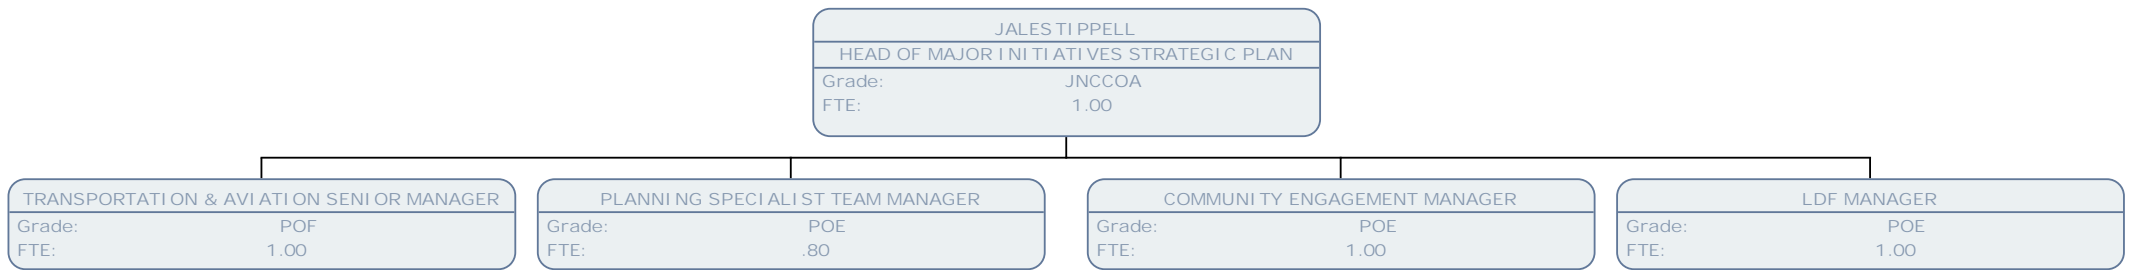 JALES TIPPELL
HEAD OF MAJOR INITIATIVES STRATEGIC PLAN
Grade: JNCCOA
FTE: 1.00
TRANSPORTATION & AVIATION SENIOR MANAGER
Grade: POF
FTE: 1.00
PLANNING SPECIALIST TEAM MANAGER
Grade: POE
FTE: .80
COMMUNITY ENGAGEMENT MANAGER
Grade: POE
FTE: 1.00
LDF MANAGER
Grade: POE
FTE: 1.00